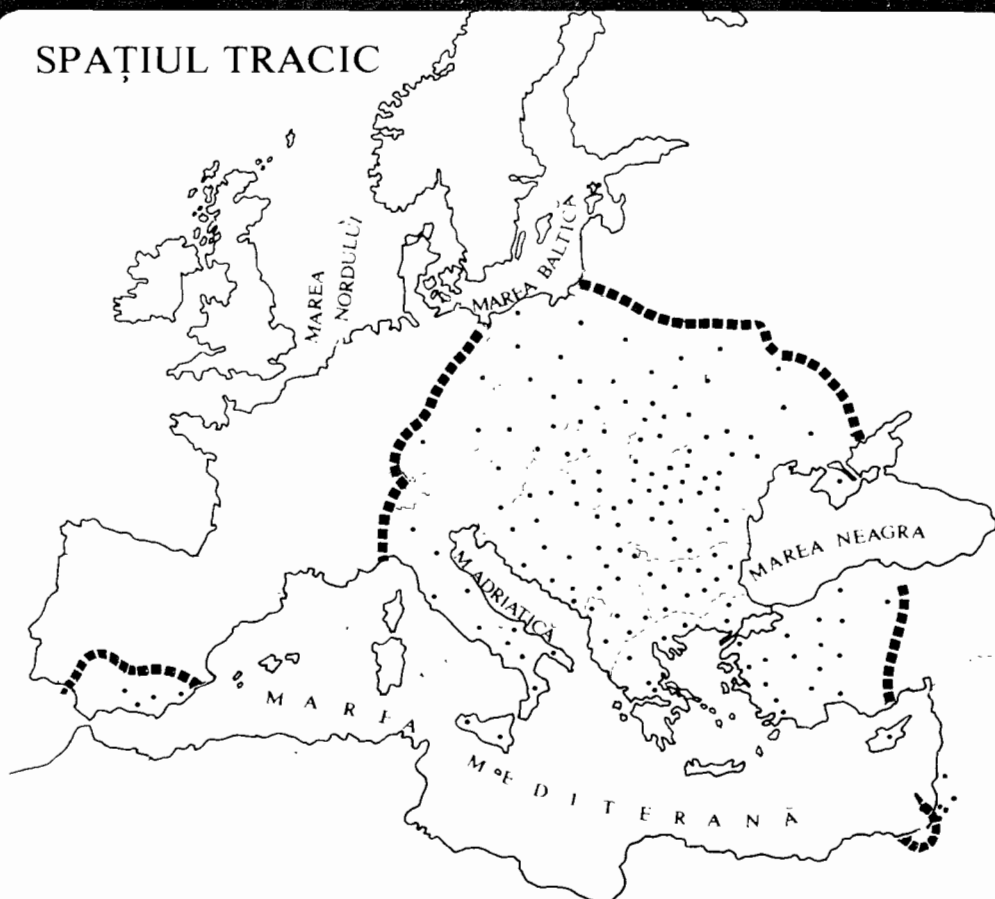 SPAȚIUL TRACIC
MAREA
NORDULUI
MAREA BALTICĂ
MAREA NEAGRA
M.ADRIATICĂ
MAREA
MEDITERANĂ